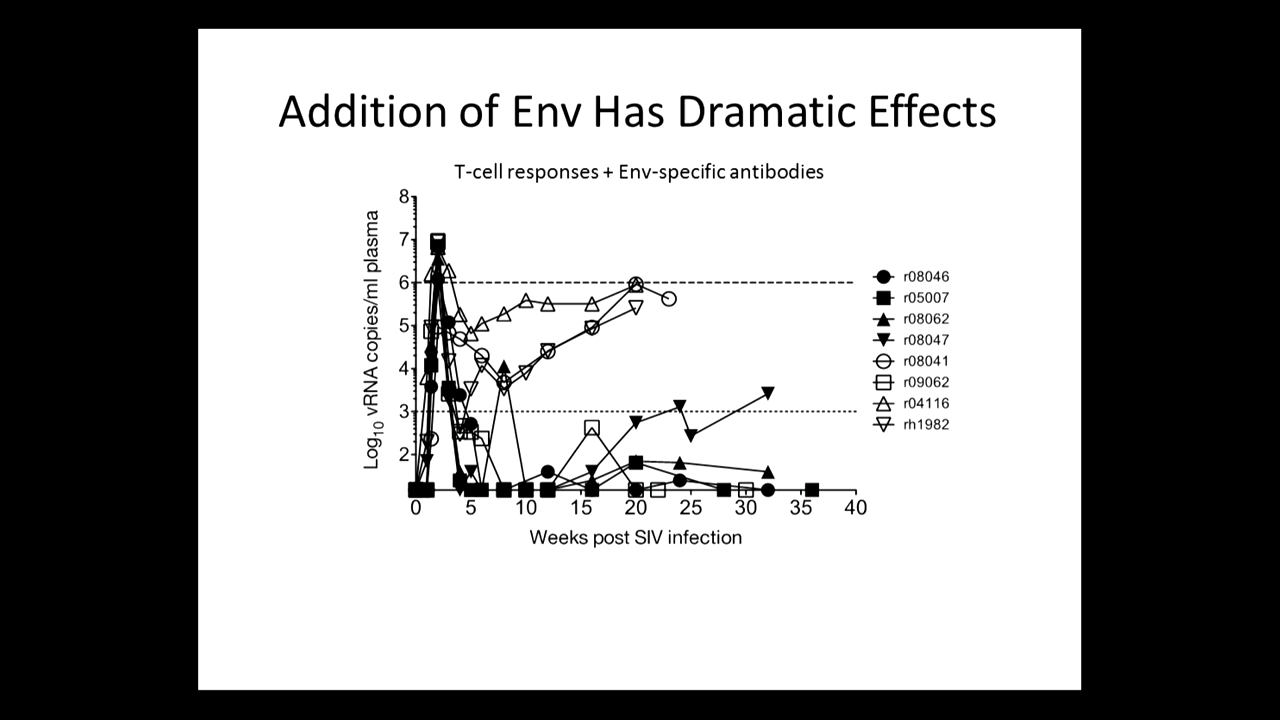 Addition of Env Has Dramatic Effects
T-cell responses + Env-specific antibodies
Log10 vRNA copies/ml plasma
8
7
6
5
4
3
2
0 5 10 15 20 25 30 35 40
Weeks post SIV infection
r08046
r05007
r08062
r08047
r08041
r09062
r04116
rh1982